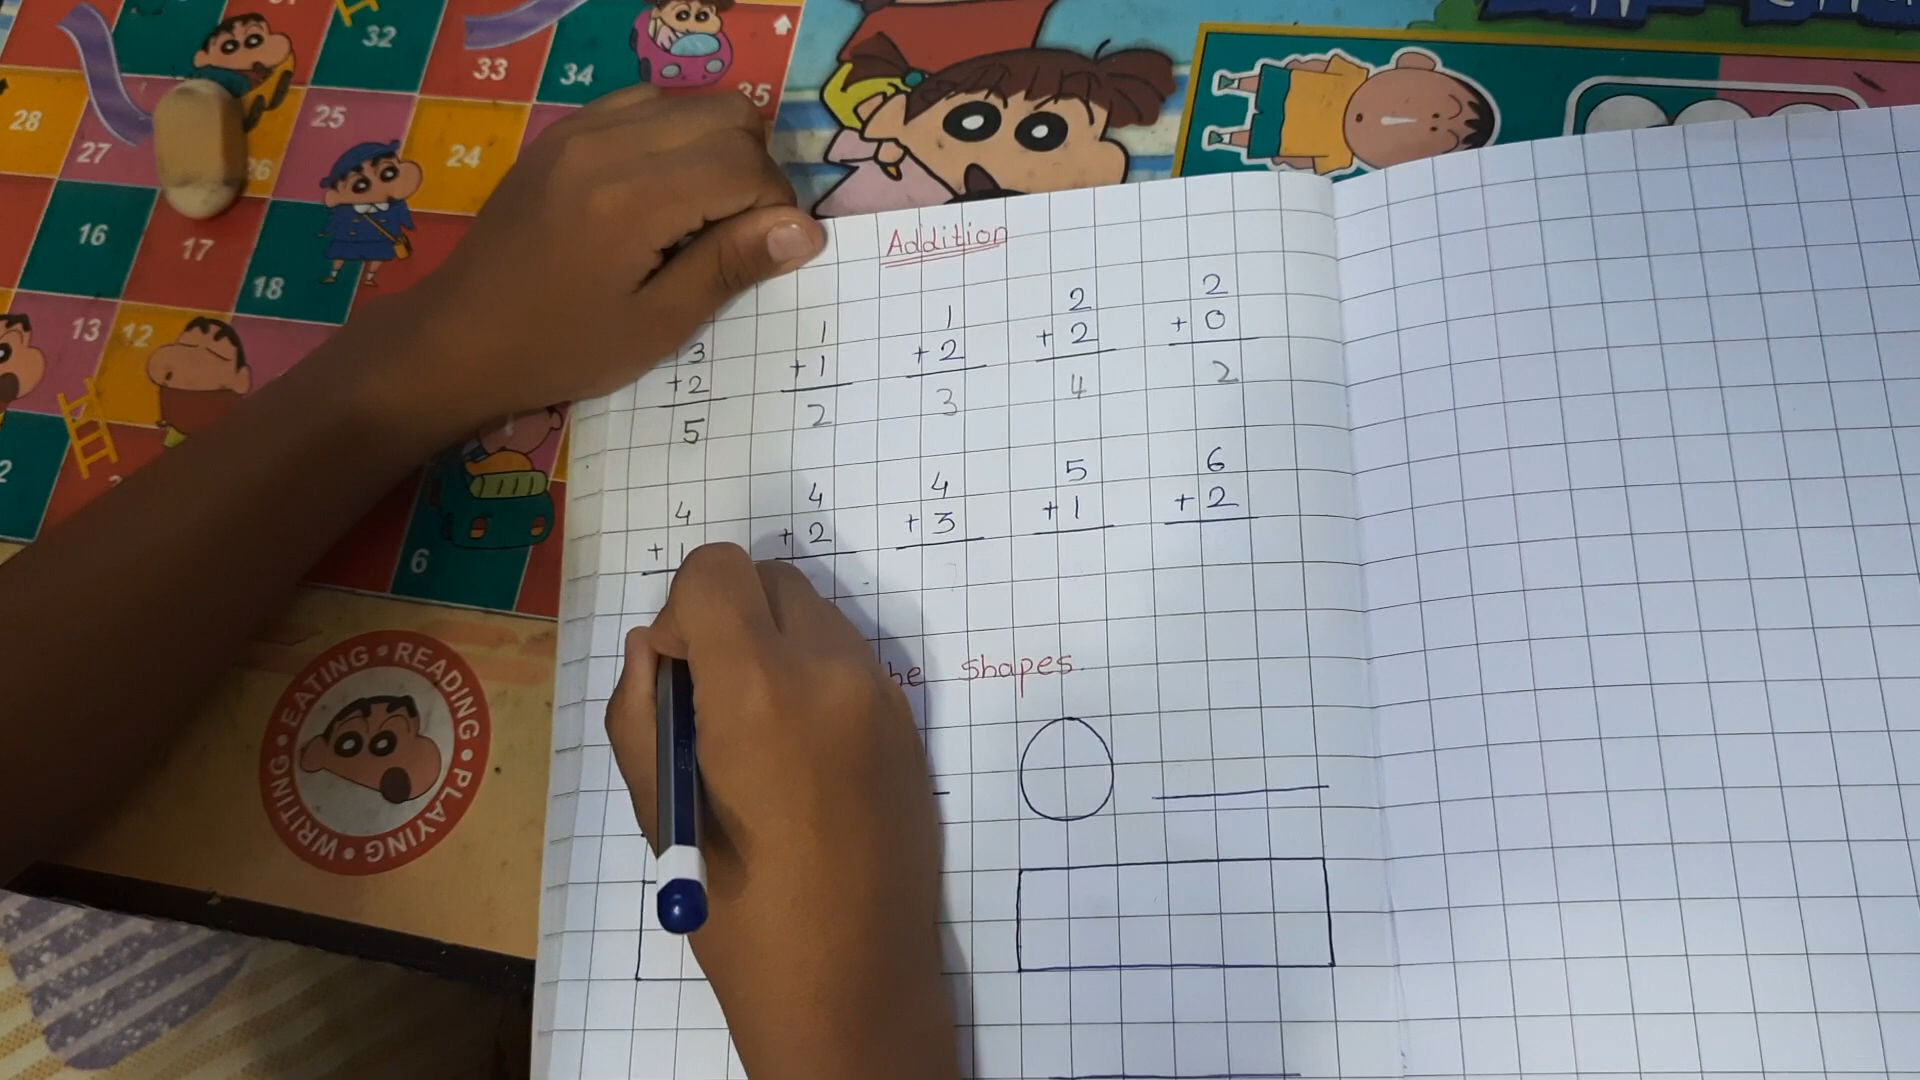 32
33
34
35
28
27
26
25
24
16
17
18
13
12
6
EATING • READING • PLAYING • WRITING •
Addition
3 1 1 2 2
+2 +1 +2 +2 +0
5 2 3 4 2
4 4 4 5 6
+1 +2 +3 +1 +2
he shapes.